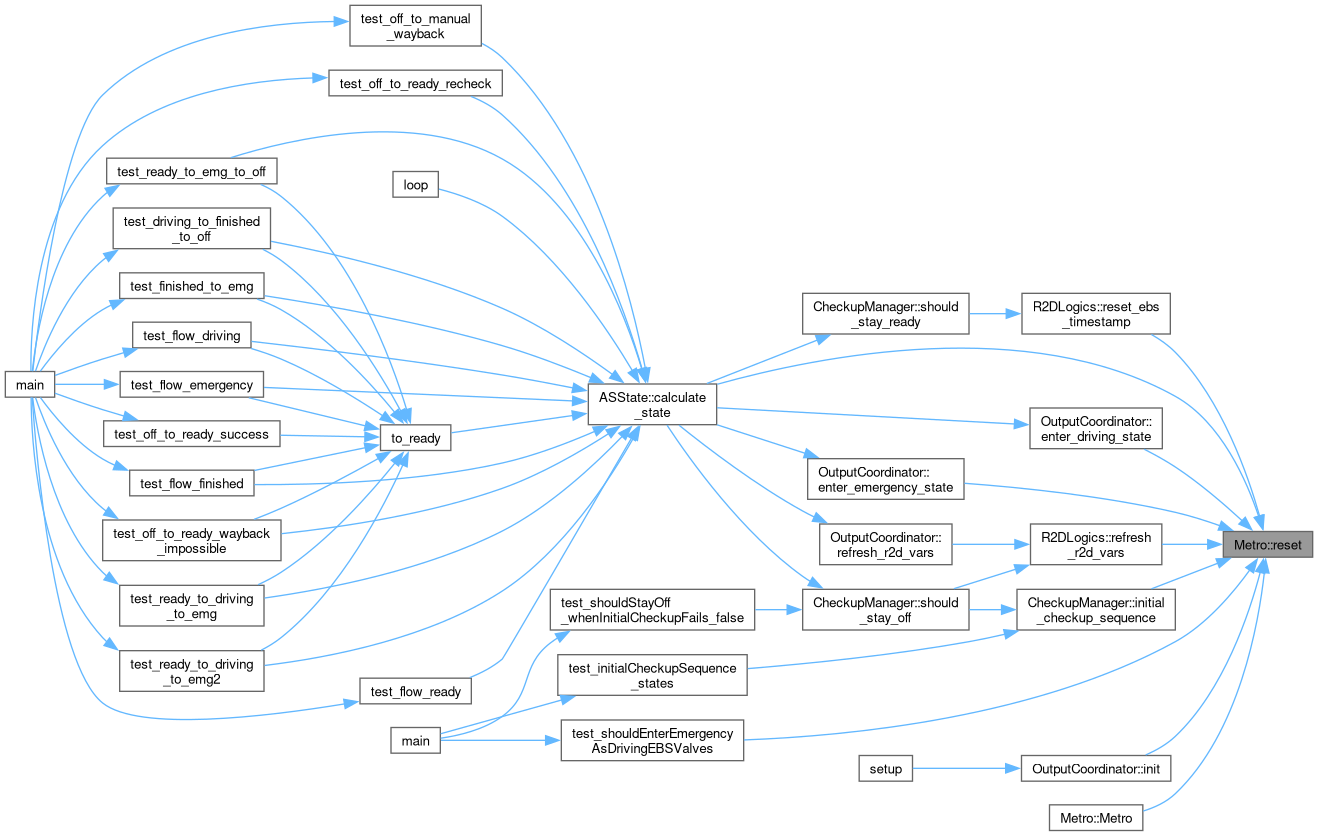 test_off_to_manual
_wayback
test_off_to_ready_recheck
test_ready_to_emg_to_off
loop
test_driving_to_finished
_to_off
test_finished_to_emg
test_flow_driving
main
test_flow_emergency
test_off_to_ready_success
to_ready
test_flow_finished
test_off_to_ready_wayback
_impossible
test_ready_to_driving
_to_emg
test_ready_to_driving
_to_emg2
test_flow_ready
ASState::calculate
_state
CheckupManager::should
_stay_ready
R2DLogics::reset_ebs
_timestamp
OutputCoordinator::
enter_driving_state
OutputCoordinator::
enter_emergency_state
OutputCoordinator::
refresh_r2d_vars
R2DLogics::refresh
_r2d_vars
Metro::reset
test_shouldStayOff
_whenInitialCheckupFails_false
CheckupManager::should
_stay_off
CheckupManager::initial
_checkup_sequence
test_initialCheckupSequence
_states
main
test_shouldEnterEmergency
AsDrivingEBSValves
setup
OutputCoordinator::init
Metro::Metro